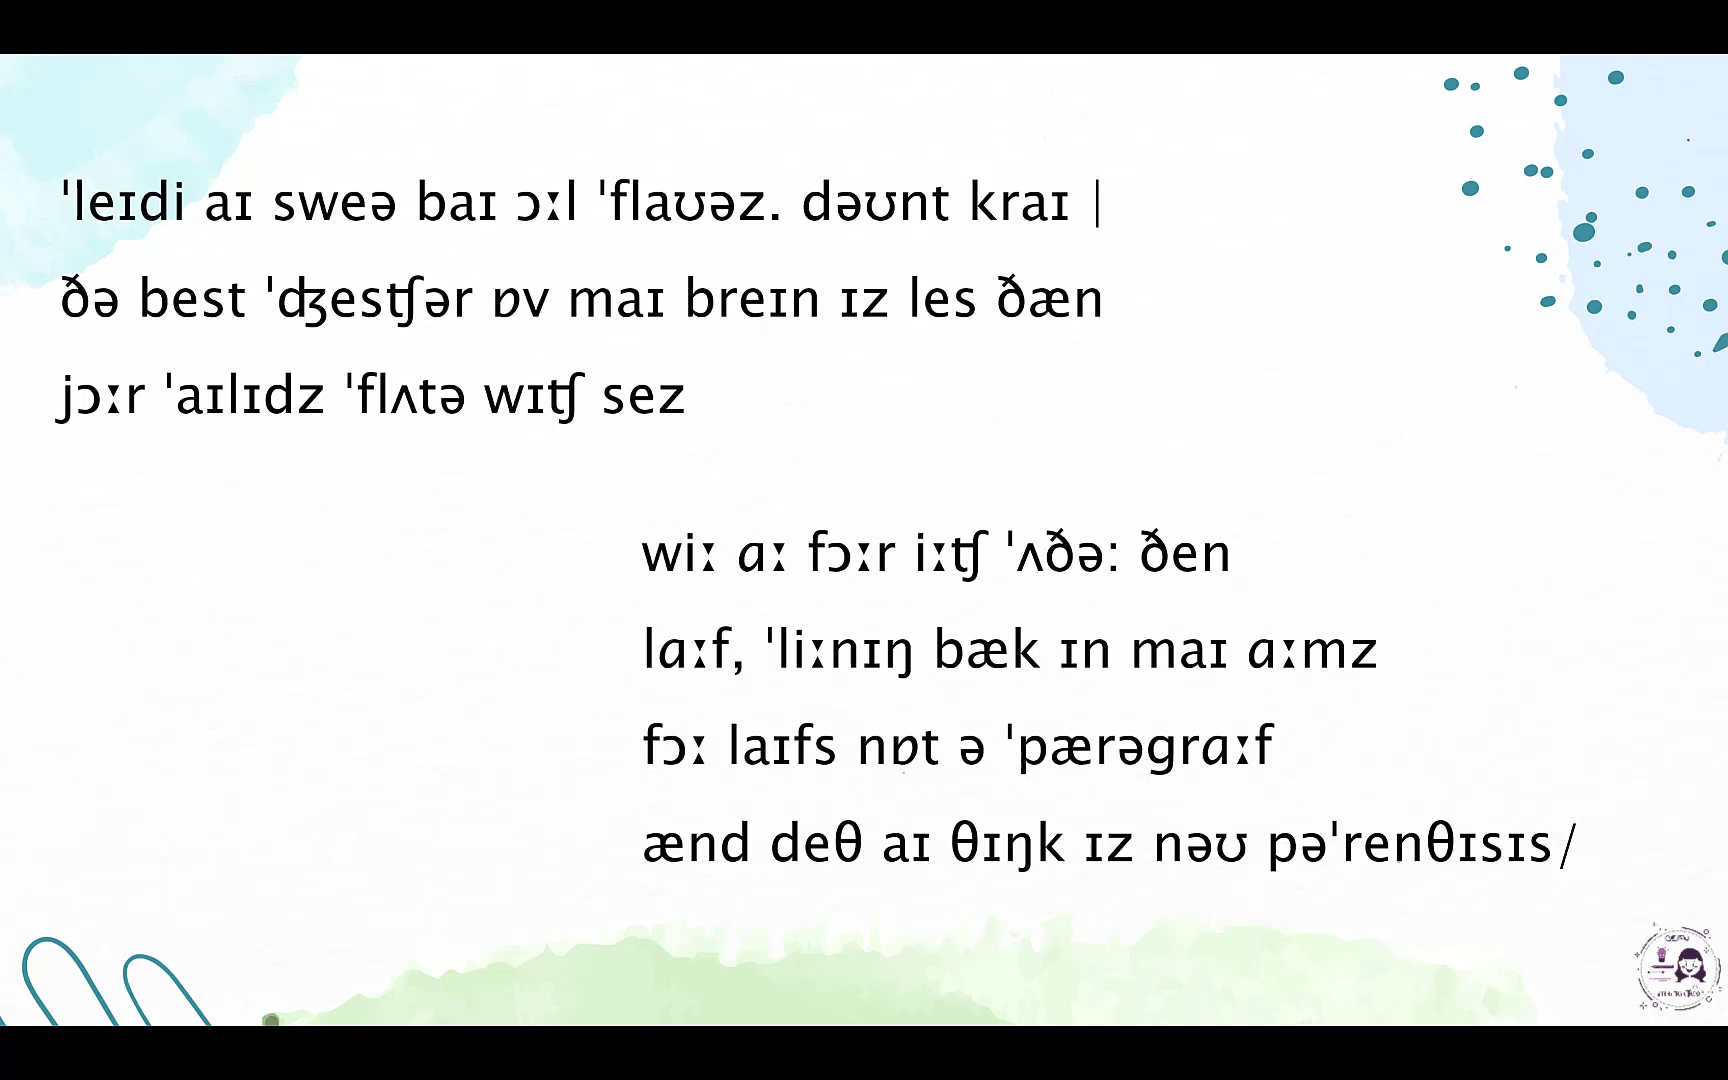 ˈleɪdi aɪ sweə baɪ ɔːl ˈflaʊəz. dəʊnt kraɪ |
ðə best ˈʤesʧər ɒv maɪ breɪn ɪz les ðæn
jɔːr ˈaɪlɪdz ˈflʌtə wɪʧ sez
wiː ɑː fɔːr iːʧ ˈʌðə: ðen
lɑːf, ˈliːnɪŋ bæk ɪn maɪ ɑːmz
fɔː laɪfs nɒt ə ˈpærəgrɑːf
ænd deθ aɪ θɪŋk ɪz nəʊ pəˈrenθɪsɪs/